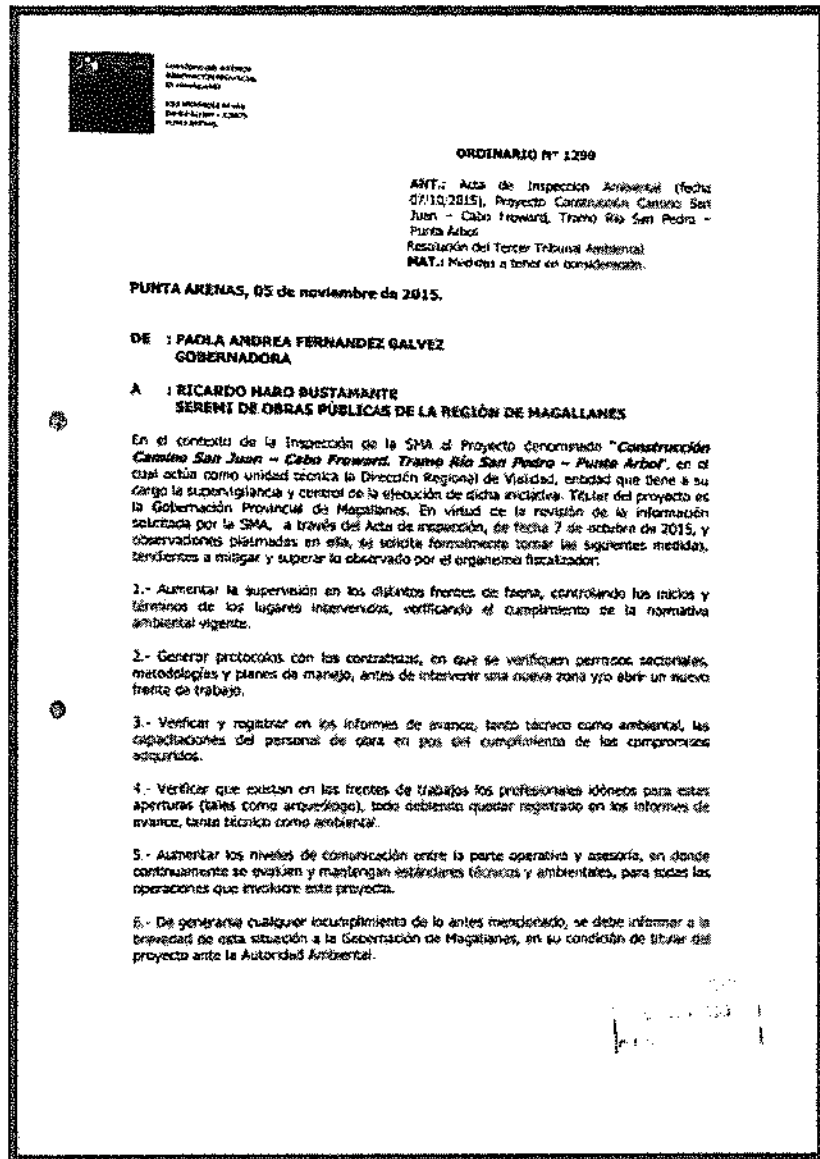 ORDINARIO N° 1290
ANT.: Acta de Inspección Ambiental (fecha
07/10/2015), Proyecto Construcción Camino San
Juan – Cabo Froward, Tramo Río San Pedro –
Punta Arbol
Resolución del Tercer Tribunal Ambiental
MAT.: Medidas a tener en consideración.
PUNTA ARENAS, 05 de noviembre de 2015.
DE : PAOLA ANDREA FERNANDEZ GALVEZ
GOBERNADORA
A : RICARDO HARO BUSTAMANTE
SEREMI DE OBRAS PÚBLICAS DE LA REGIÓN DE MAGALLANES
En el contexto de la Inspección de la SMA al Proyecto denominado "Construcción
Camino San Juan – Cabo Froward. Tramo Río San Pedro – Punta Arbol", en el
cual actúa como unidad técnica la Dirección Regional de Vialidad, entidad que tiene a su
cargo la supervigilancia y control de la ejecución de dicha iniciativa. Titular del proyecto es
la Gobernación Provincial de Magallanes. En virtud de la revisión de la información
solicitada por la SMA, a través del Acta de inspección, de fecha 7 de octubre de 2015, y
observaciones plasmadas en ella, se solicita formalmente tomar las siguientes medidas,
tendientes a mitigar y superar lo observado por el organismo fiscalizador:
1.- Aumentar la supervisión en los distintos frentes de faena, controlando los inicios y
términos de los lugares intervenidos, verificando el cumplimiento de la normativa
ambiental vigente.
2.- Generar protocolos con los contratistas, en que se verifiquen permisos sectoriales,
metodologías y planes de manejo, antes de intervenir una nueva zona y/o abrir un nuevo
frente de trabajo.
3.- Verificar y registrar en los informes de avance, tanto técnico como ambiental, las
capacitaciones del personal de obra en pos del cumplimiento de los compromisos
adquiridos.
4.- Verificar que existan en los frentes de trabajos los profesionales idóneos para estas
aperturas (tales como arqueólogo), todo debiendo quedar registrado en los informes de
avance, tanto técnico como ambiental.
5.- Aumentar los niveles de comunicación entre la parte operativa y asesoría, en donde
continuamente se evalúen y mantengan estándares técnicos y ambientales, para todas las
operaciones que involucre este proyecto.
6.- De generarse cualquier incumplimiento de lo antes mencionado, se debe informar a la
brevedad de esta situación a la Gobernación de Magallanes, en su condición de titular del
proyecto ante la Autoridad Ambiental.